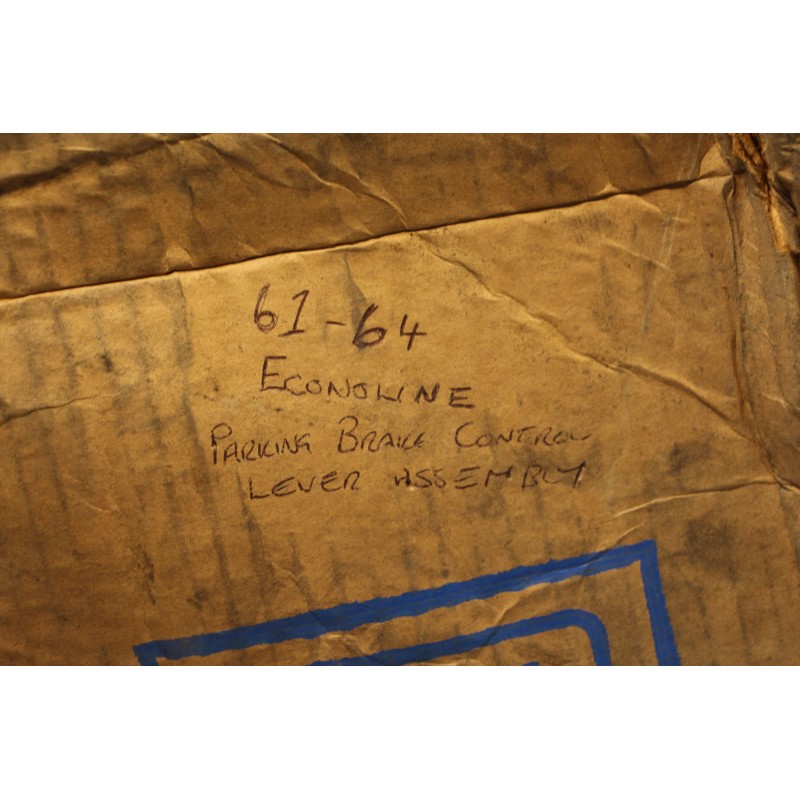 61-64
ECONOLINE
PARKING BRAKE CONTROL
LEVER ASSEMBLY